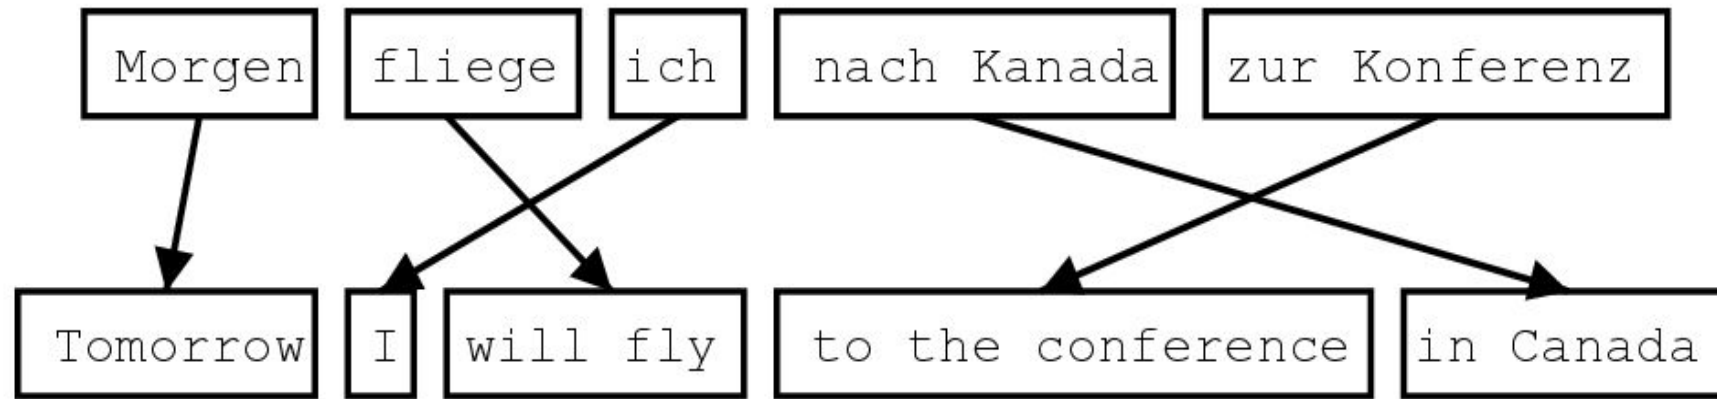 Morgen fliege ich nach Kanada zur Konferenz
Tomorrow I will fly to the conference in Canada